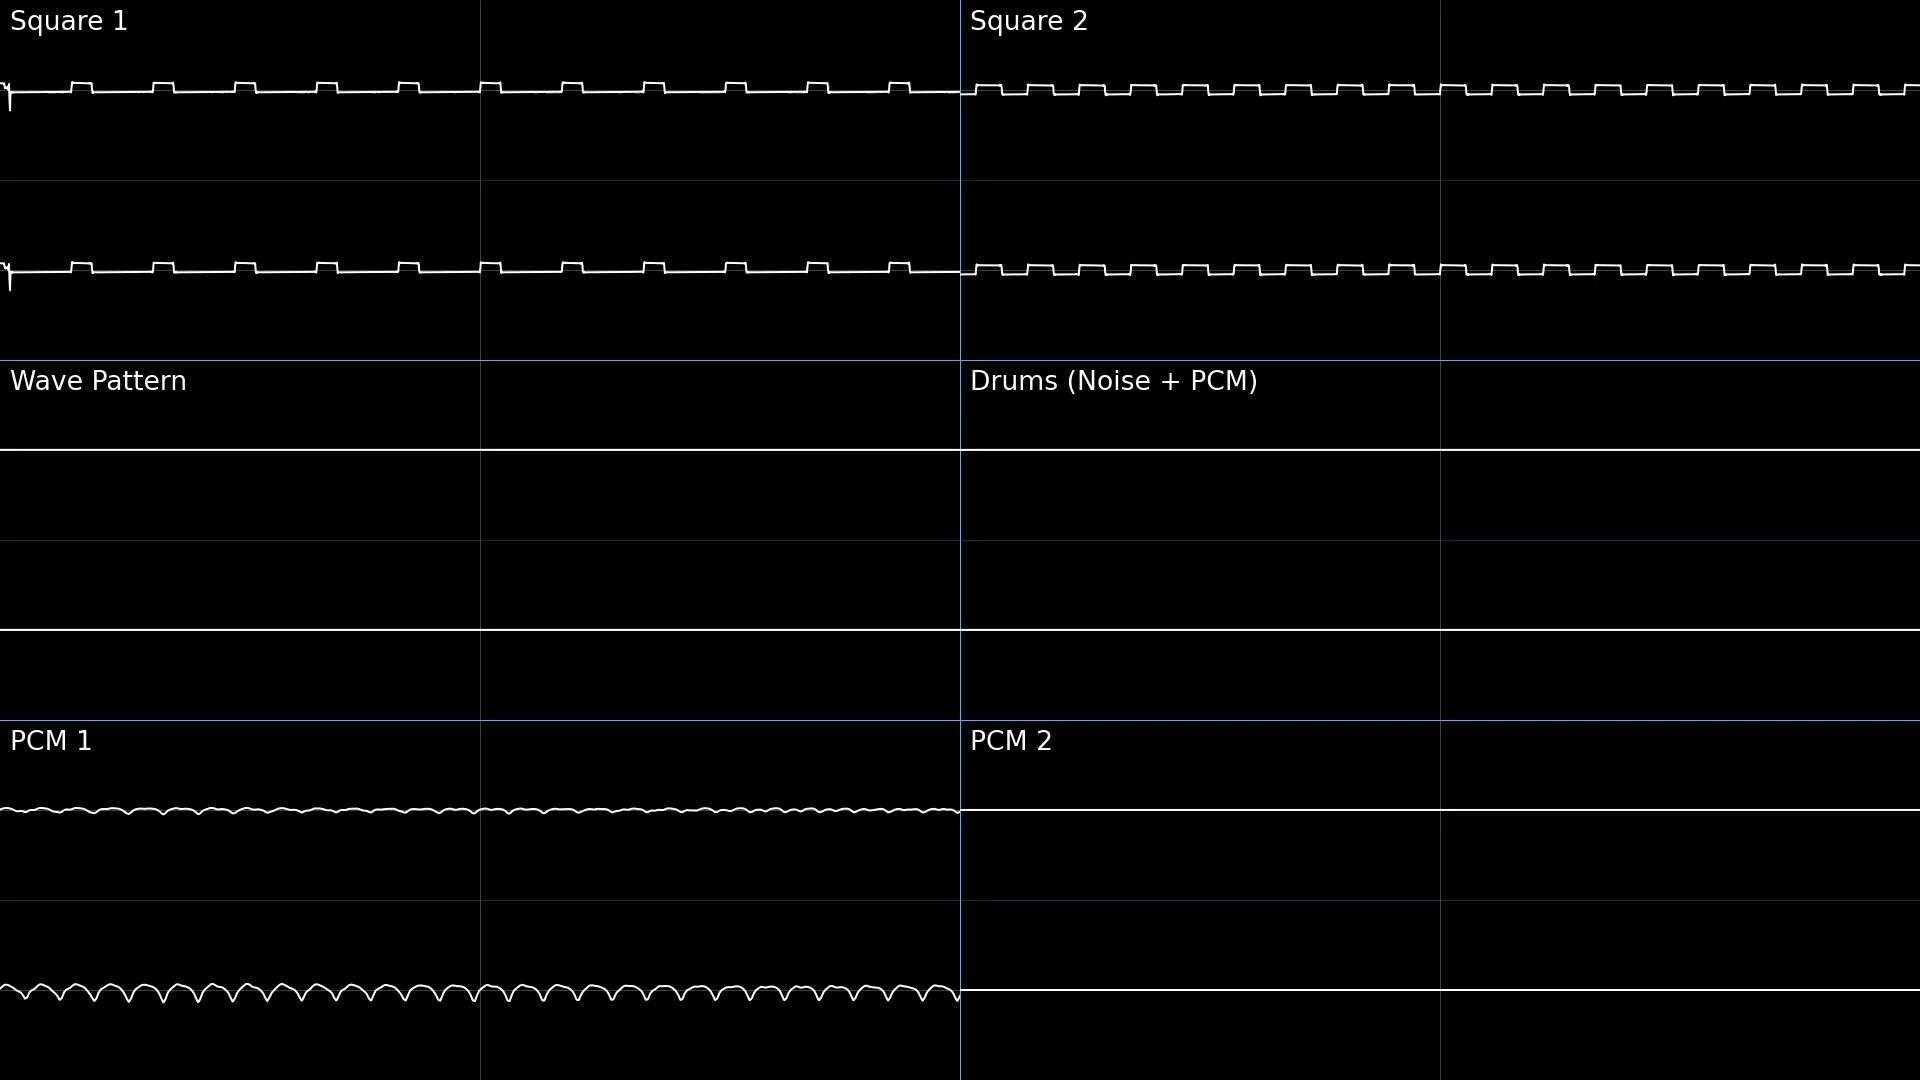 Square 1
Square 2
Wave Pattern
Drums (Noise + PCM)
PCM 1
PCM 2